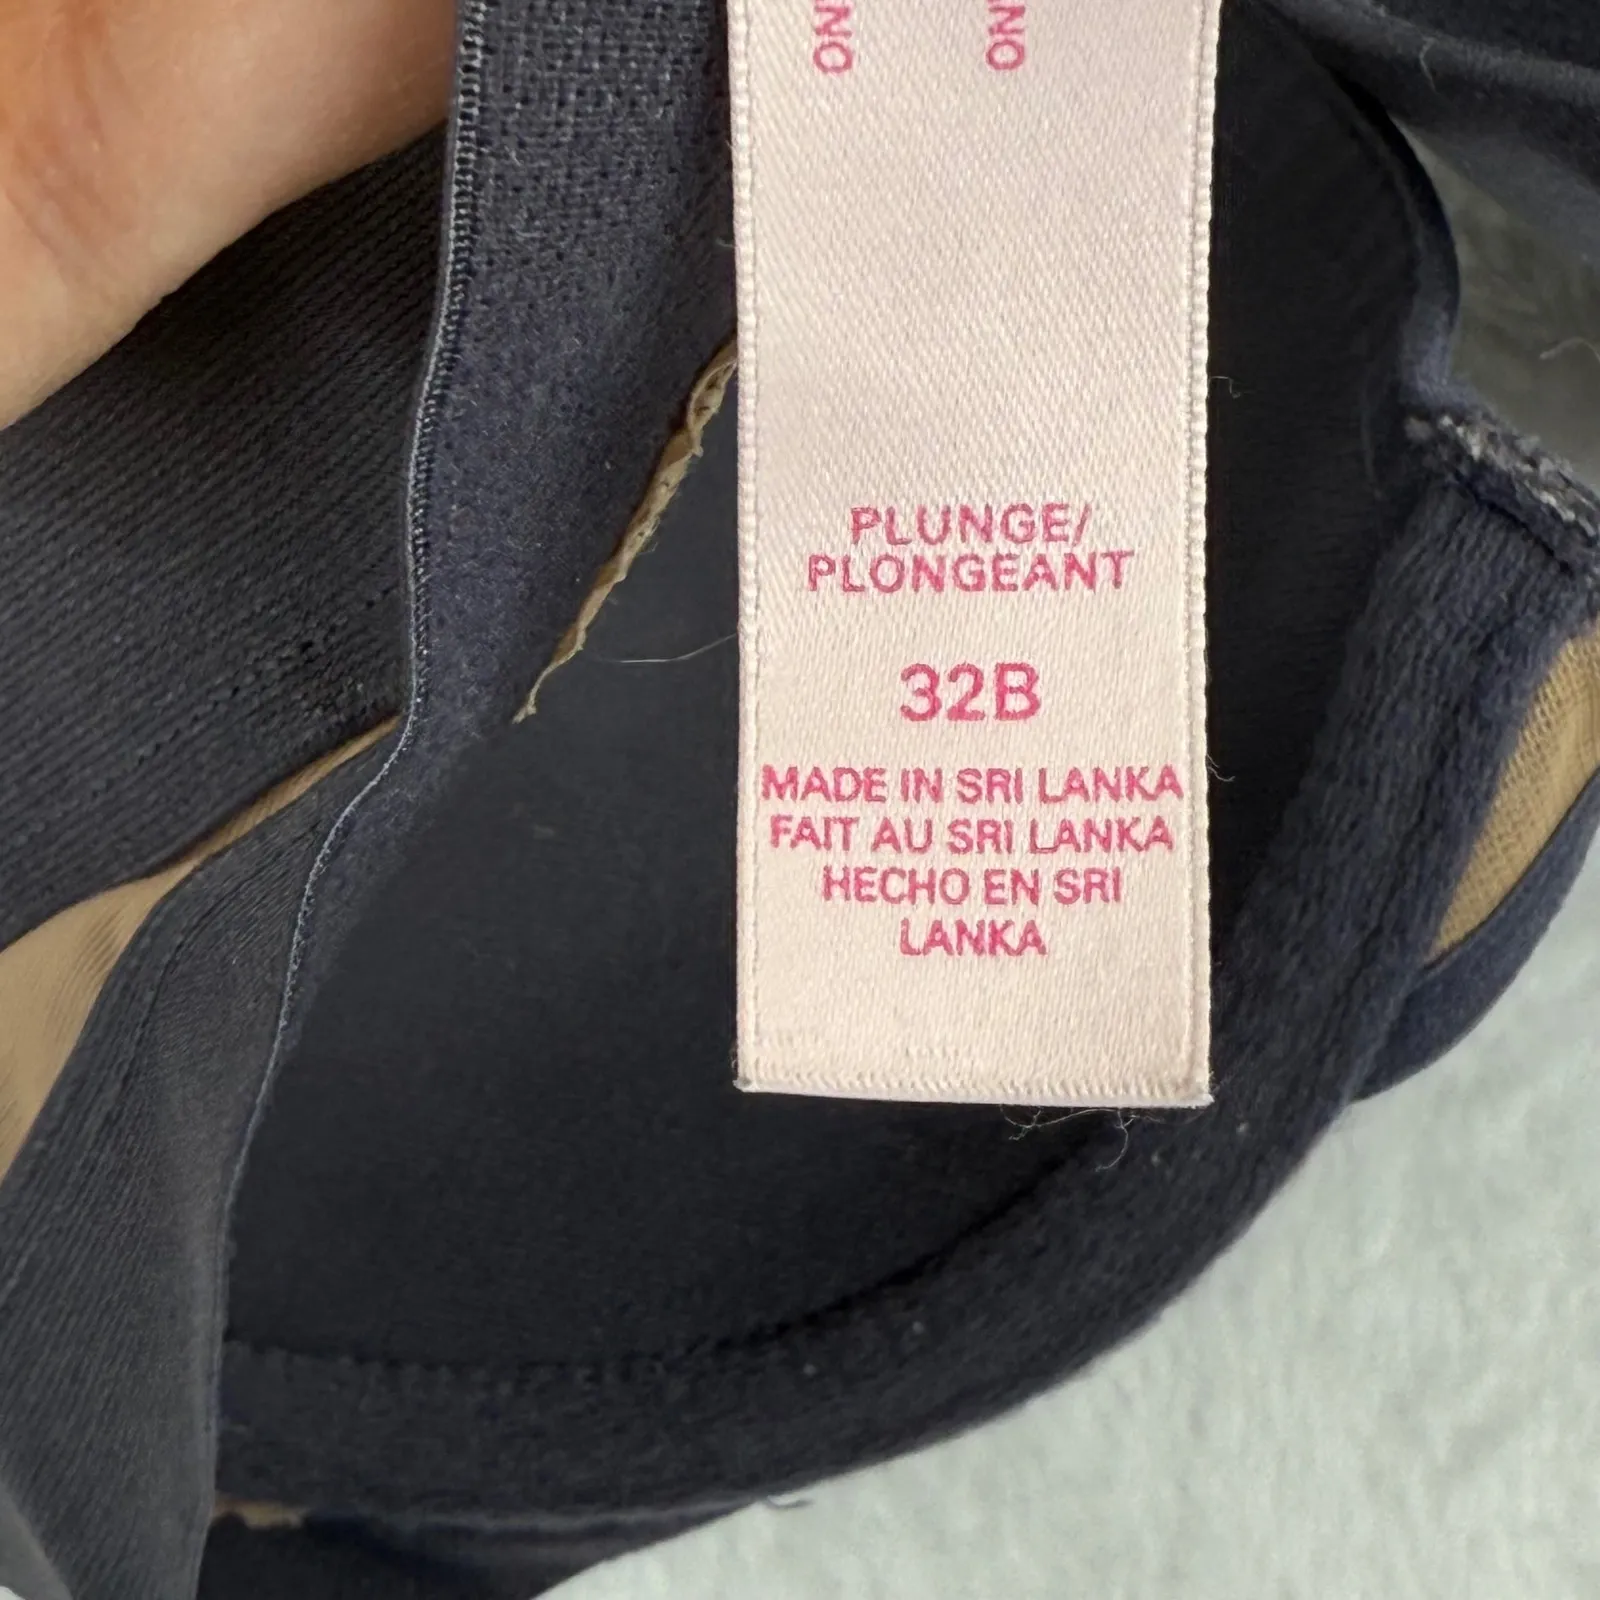 PLUNGE/
PLONGEANT
32B
MADE IN SRI LANKA
FAIT AU SRI LANKA
HECHO EN SRI
LANKA